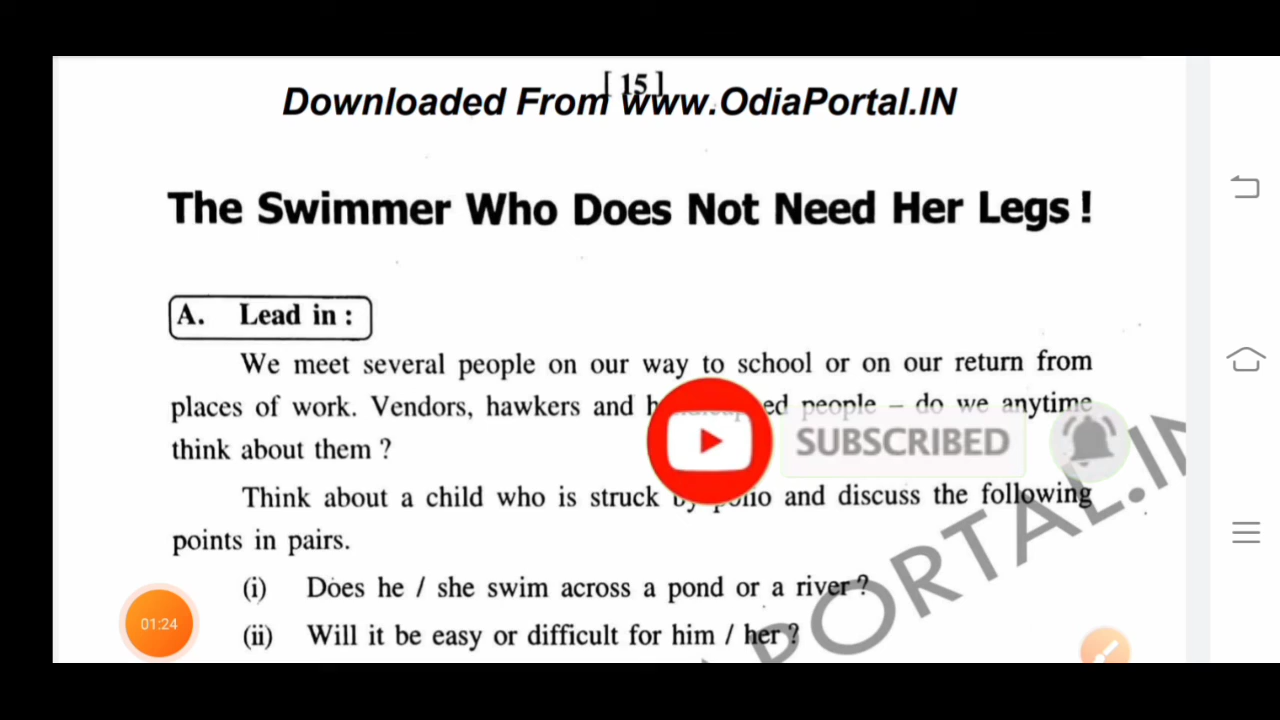 [ 15 ]
Downloaded From www.OdiaPortal.IN
The Swimmer Who Does Not Need Her Legs !
A. Lead in :
We meet several people on our way to school or on our return from
places of work. Vendors, hawkers and people – do we anytime
think about them ?
SUBSCRIBED
Think about a child who is struck and discuss the following
points in pairs.
(i) Does he / she swim across a pond or a river ?
(ii) Will it be easy or difficult for him / her ?
01:24
PORTAL.IN